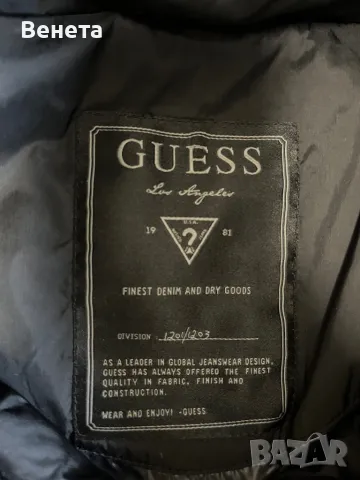 Венета
GUESS
Los Angeles
U.S.A.
?
19 81
FINEST DENIM AND DRY GOODS
DIVISION 1201/1203
AS A LEADER IN GLOBAL JEANSWEAR DESIGN,
GUESS HAS ALWAYS OFFERED THE FINEST
QUALITY IN FABRIC, FINISH AND
CONSTRUCTION.
WEAR AND ENJOY! -GUESS
BAZAR